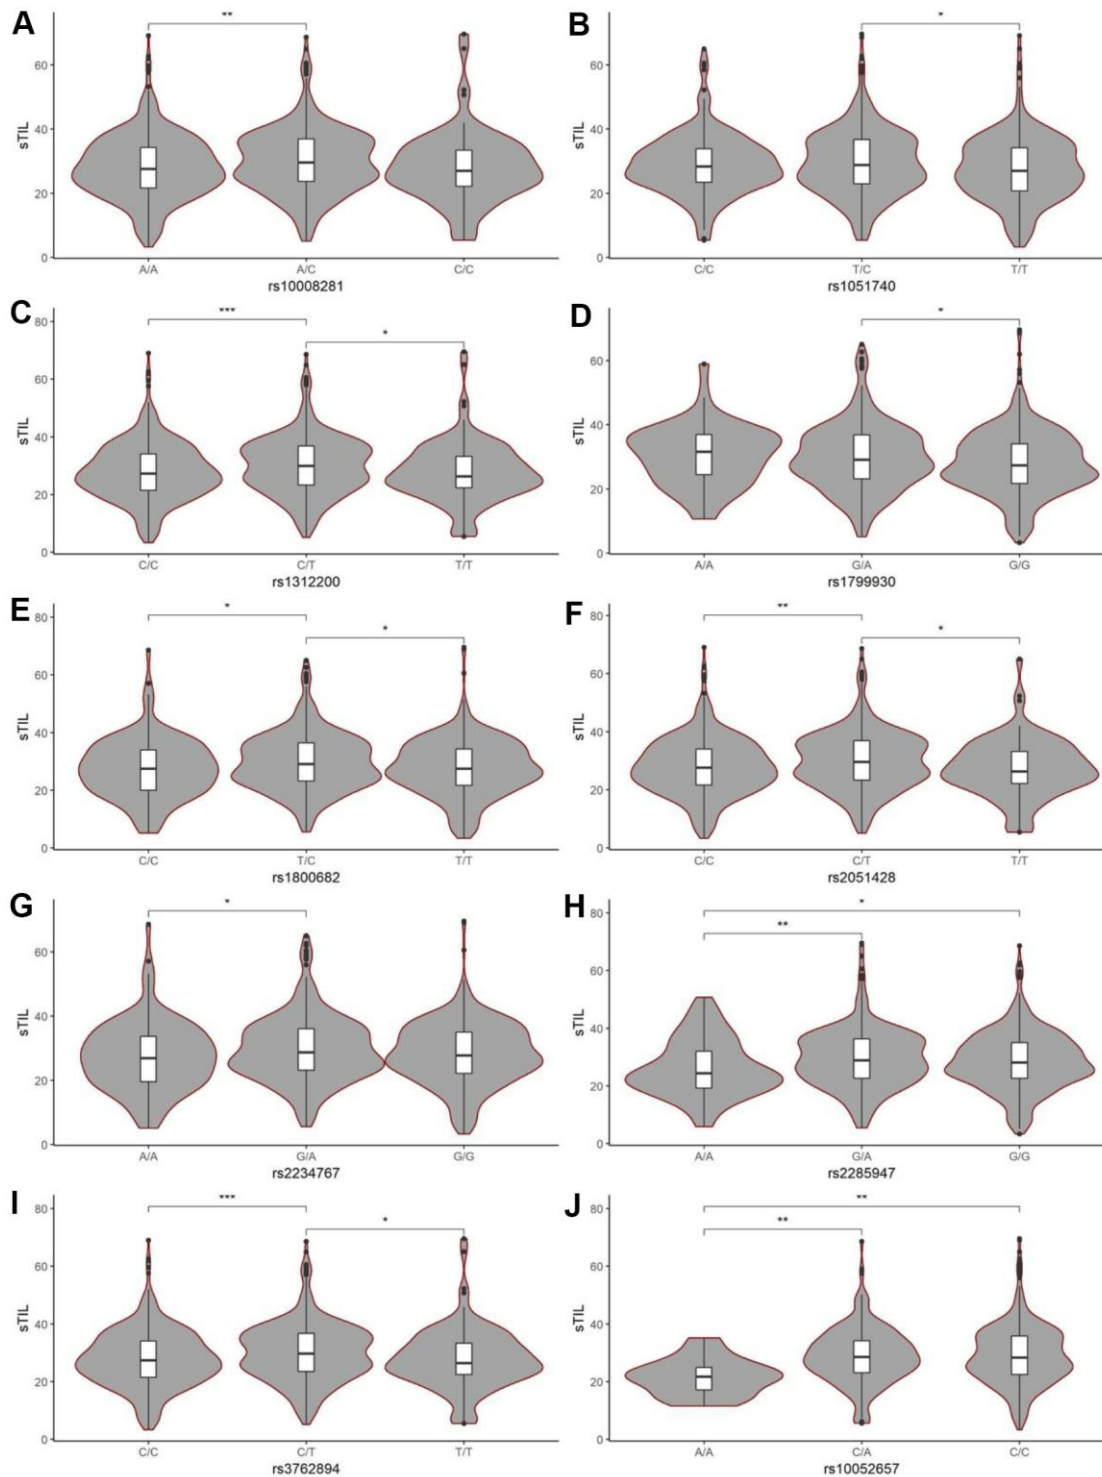 A
**
sTIL
60
40
20
0
A/A A/C C/C
rs10008281
B
*
sTIL
60
40
20
0
C/C T/C T/T
rs1051740
C
***
*
sTIL
80
60
40
20
0
C/C C/T T/T
rs1312200
D
*
sTIL
60
40
20
0
A/A G/A G/G
rs1799930
E
*
*
sTIL
80
60
40
20
0
C/C T/C T/T
rs1800682
F
**
*
sTIL
80
60
40
20
0
C/C C/T T/T
rs2051428
G
*
sTIL
60
40
20
0
A/A G/A G/G
rs2234767
H
*
**
sTIL
80
60
40
20
0
A/A G/A G/G
rs2285947
I
***
*
sTIL
80
60
40
20
0
C/C C/T T/T
rs3762894
J
**
**
sTIL
80
60
40
20
0
A/A C/A C/C
rs10052657